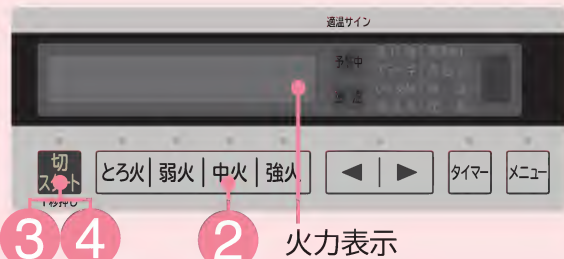 適温サイン
予熱中
適温
切
スタート
とろ火 弱火 中火 強火
◀ ▶
タイマー
メニュー
1秒押し
3 4 2
火力表示